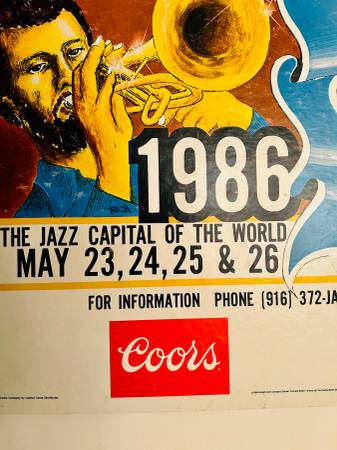 BAJA
1986
THE JAZZ CAPITAL OF THE WORLD
MAY 23, 24, 25 & 26
FOR INFORMATION PHONE (916) 372-JA
Coors